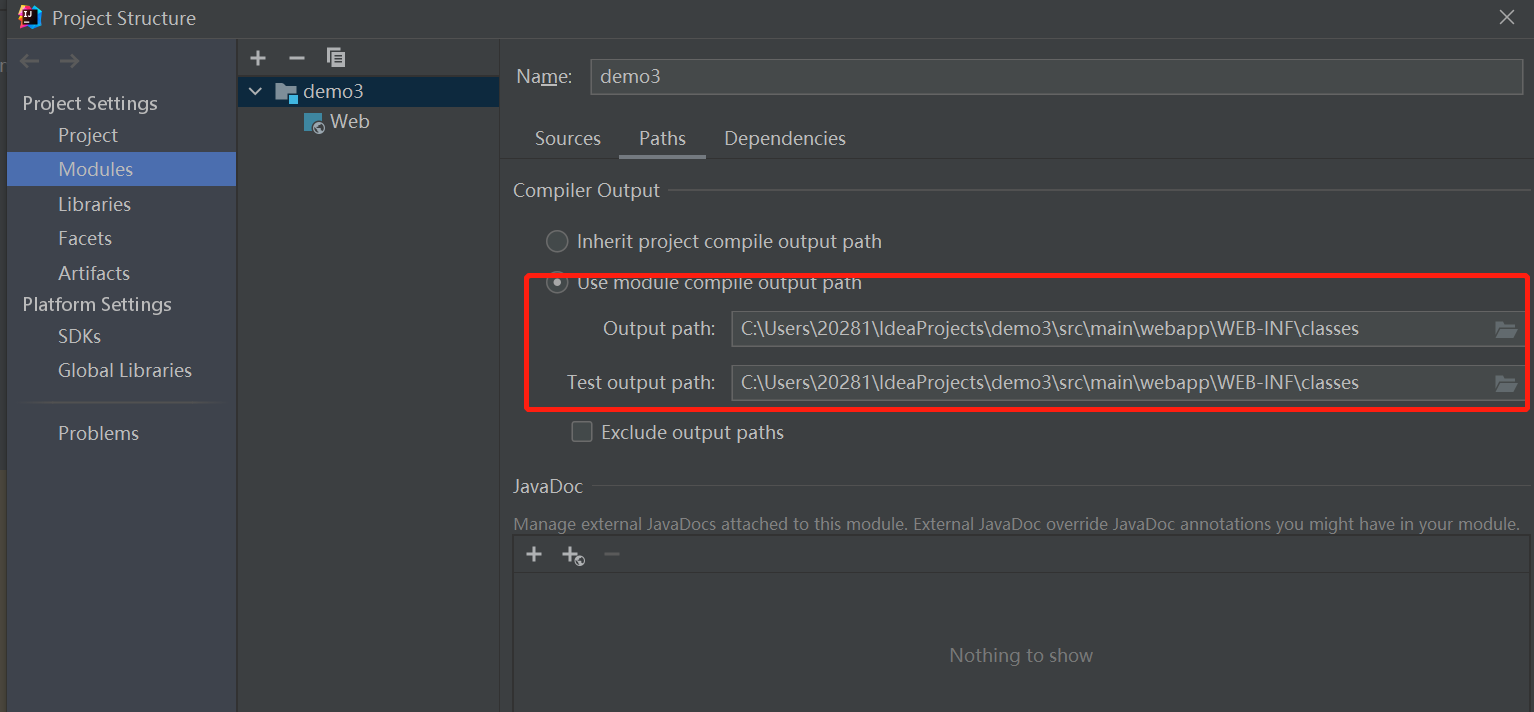 Project Structure
Project Settings
Project
Modules
Libraries
Facets
Artifacts
Platform Settings
SDKs
Global Libraries
Problems
demo3
Web
Name: demo3
Sources Paths Dependencies
Compiler Output
Inherit project compile output path
Use module compile output path
Output path: C:\Users\20281\IdeaProjects\demo3\src\main\webapp\WEB-INF\classes
Test output path: C:\Users\20281\IdeaProjects\demo3\src\main\webapp\WEB-INF\classes
Exclude output paths
JavaDoc
Manage external JavaDocs attached to this module. External JavaDoc override JavaDoc annotations you might have in your module.
Nothing to show